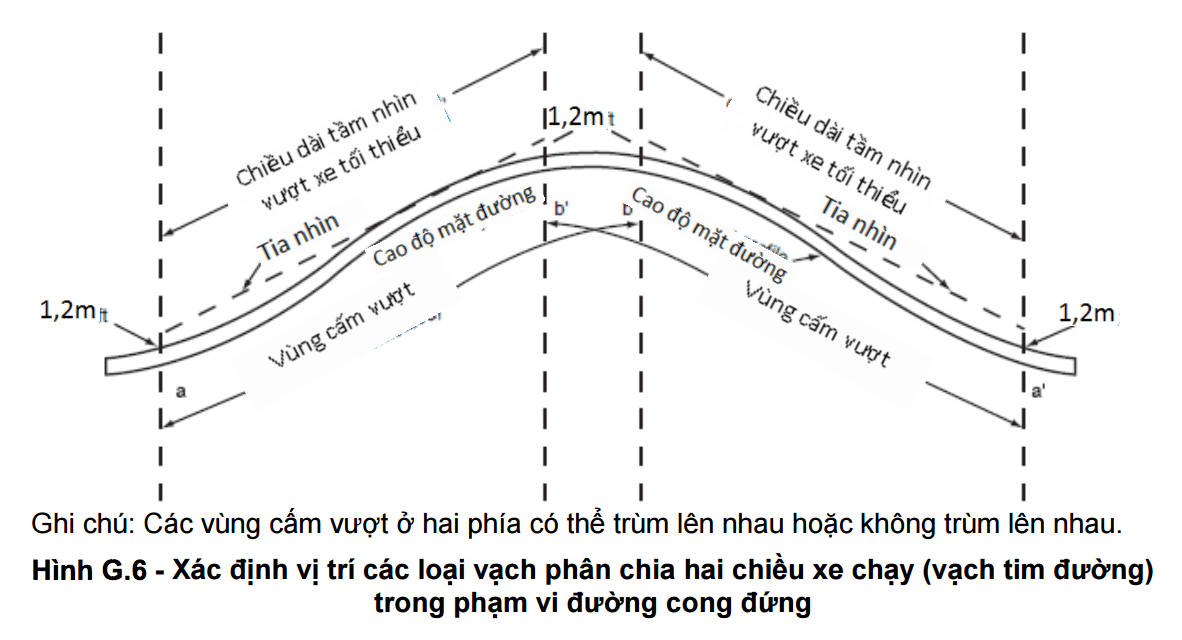 Chiều dài tầm nhìn
vượt xe tối thiểu
Chiều dài tầm nhìn
vượt xe tối thiểu
1,2m
Tia nhìn
Tia nhìn
Cao độ mặt đường
b'
b
Cao độ mặt đường
1,2m
1,2m
Vùng cấm vượt
Vùng cấm vượt
a
a'
Ghi chú: Các vùng cấm vượt ở hai phía có thể trùm lên nhau hoặc không trùm lên nhau.
Hình G.6 - Xác định vị trí các loại vạch phân chia hai chiều xe chạy (vạch tim đường)
trong phạm vi đường cong đứng